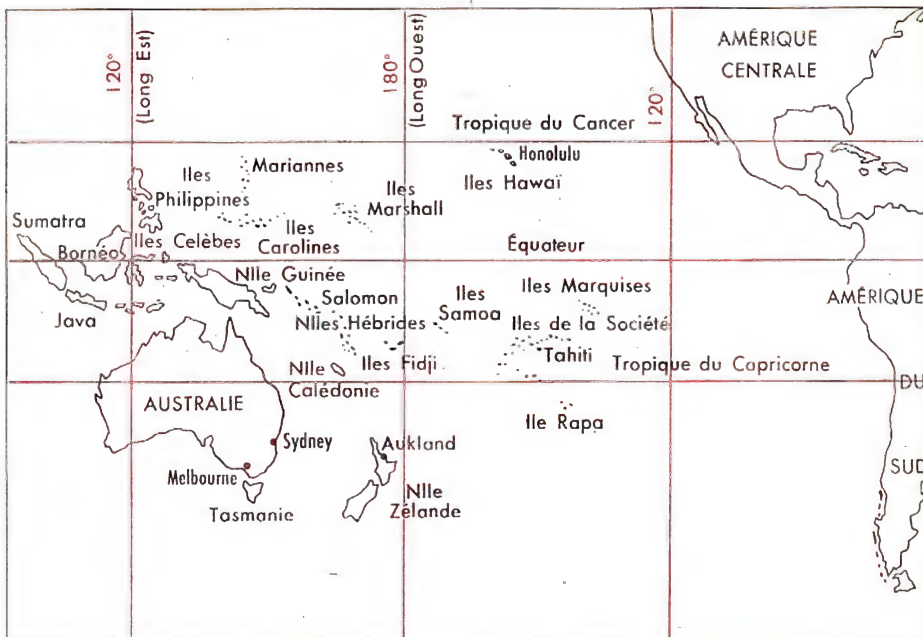 120°
(Long Est)
180°
(Long Ouest)
120°
AMÉRIQUE
CENTRALE
Tropique du Cancer
Honolulu
Iles Hawaï
Mariannes
Iles
Philippines
Iles
Marshall
Sumatra
Iles Celèbes
Iles
Carolines
Bornéo
Équateur
Nlle Guinée
Iles Marquises
Iles
Samoa
Salomon
AMÉRIQUE
Java
Nlles Hébrides
Iles de la Société
Tahiti
Iles Fidji
Tropique du Capricorne
Nlle
Calédonie
DU
AUSTRALIE
Ile Rapa
Sydney
Aukland
Melbourne
SUD
Nlle
Zélande
Tasmanie